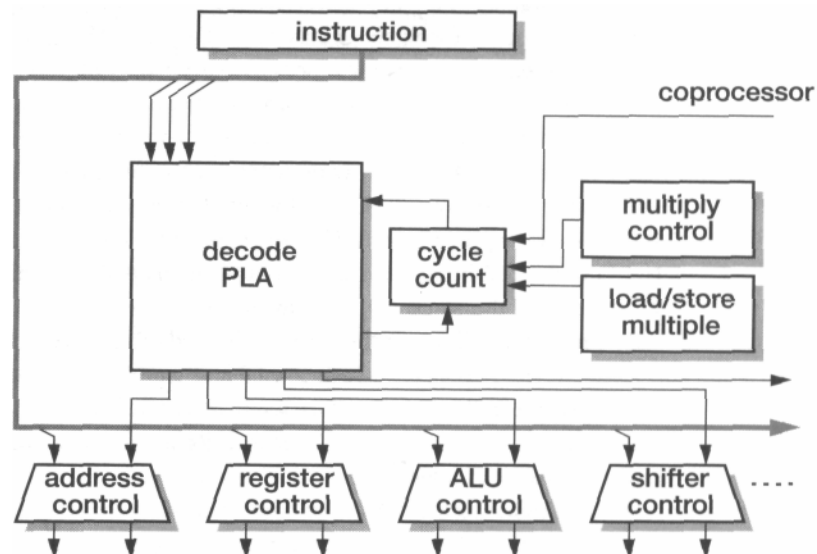 instruction
coprocessor
decode
PLA
cycle
count
multiply
control
load/store
multiple
address
control
register
control
ALU
control
shifter
control